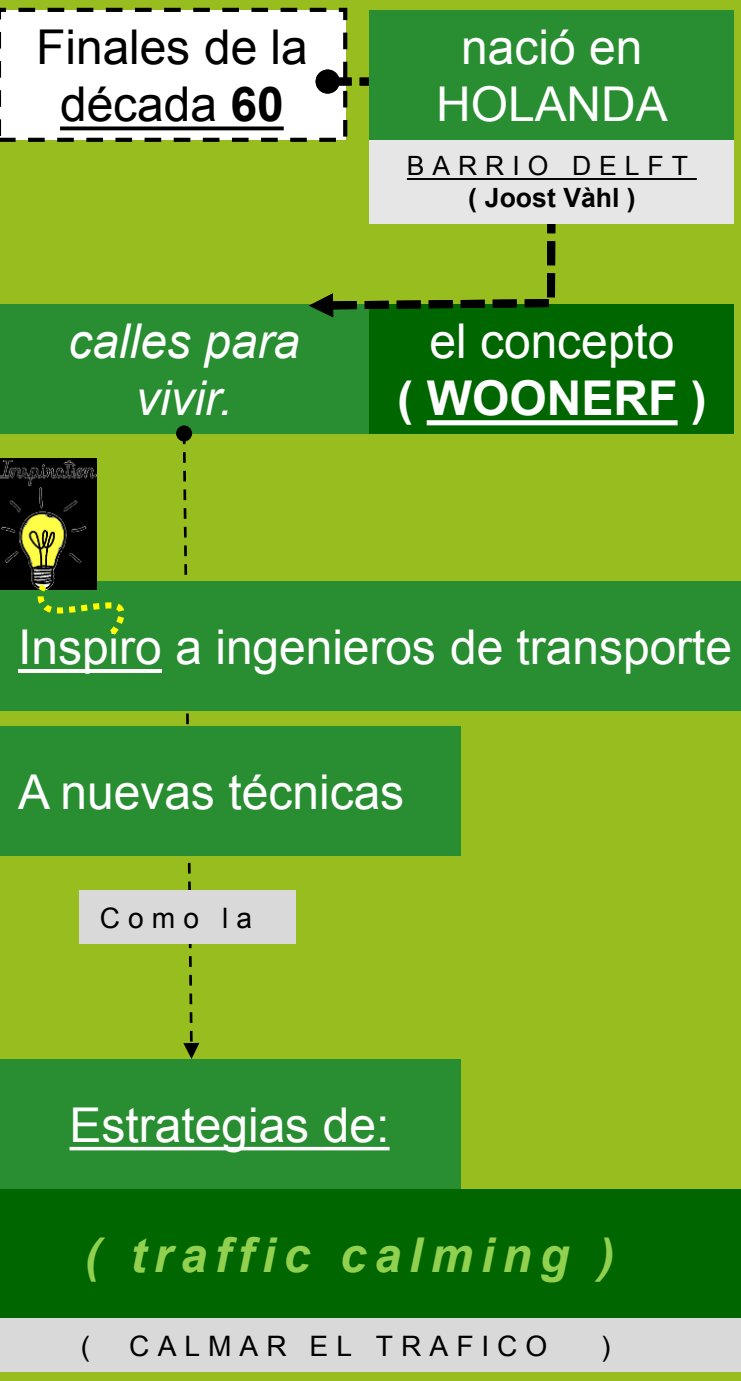 Finales de la
década 60
nació en
HOLANDA
BARRIO DELFT
( Joost Vàhl )
calles para
vivir.
el concepto
( WOONERF )
Inspiration
Inspiro a ingenieros de transporte
A nuevas técnicas
Como la
Estrategias de:
( traffic calming )
( CALMAR EL TRAFICO )